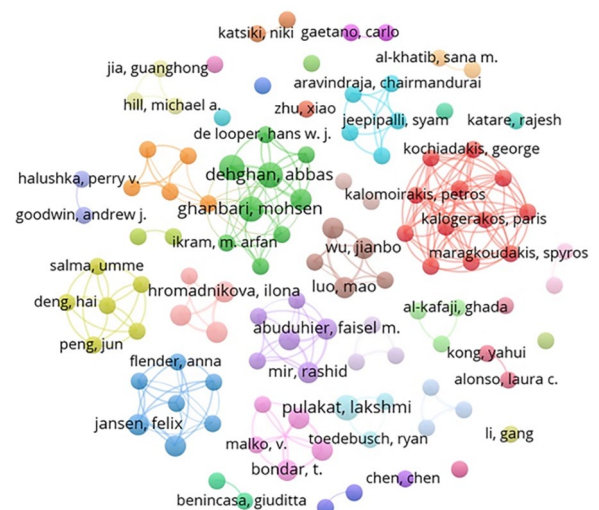 katsiki, niki
gaetano, carlo
al-khatib, sana m.
jia, guanghong
aravindraja, chairmandurai
hill, michael a.
zhu, xiao
jeepipalli, syam
katare, rajesh
de looper, hans w. j.
kochiadakis, george
dehghan, abbas
halushka, perry v.
kalomoirakis, petros
ghanbari, mohsen
goodwin, andrew j.
kalogerakos, paris
ikram, m. arfan
wu, jianbo
maragkoudakis, spyros
salma, umme
hromadnikova, ilona
luo, mao
deng, hai
al-kafaji, ghada
abuduhier, faisel m.
peng, jun
kong, yahui
flender, anna
mir, rashid
alonso, laura c.
pulakat, lakshmi
jansen, felix
malko, v.
toedebusch, ryan
li, gang
bondar, t.
chen, chen
benincasa, giuditta